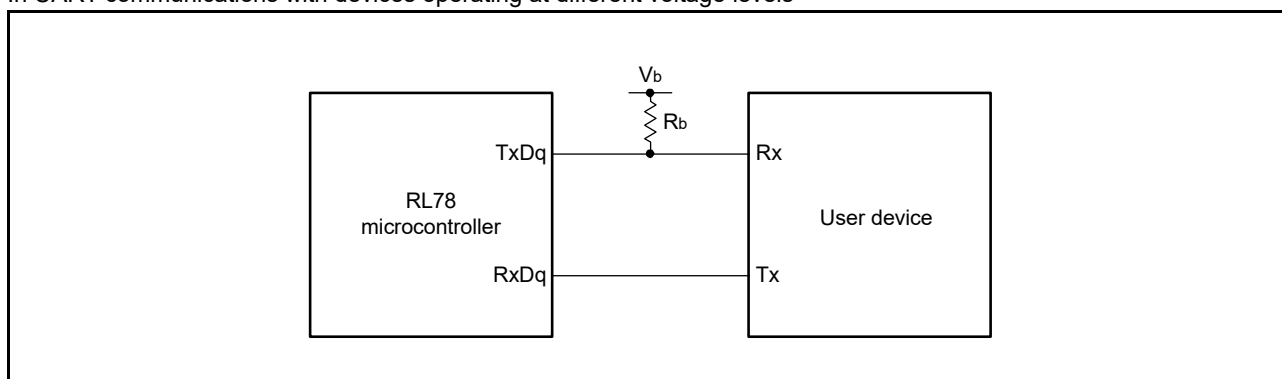 in UART communications with devices operating at different voltage levels
Vb
Rb
TxDq
Rx
RL78
microcontroller
User device
RxDq
Tx